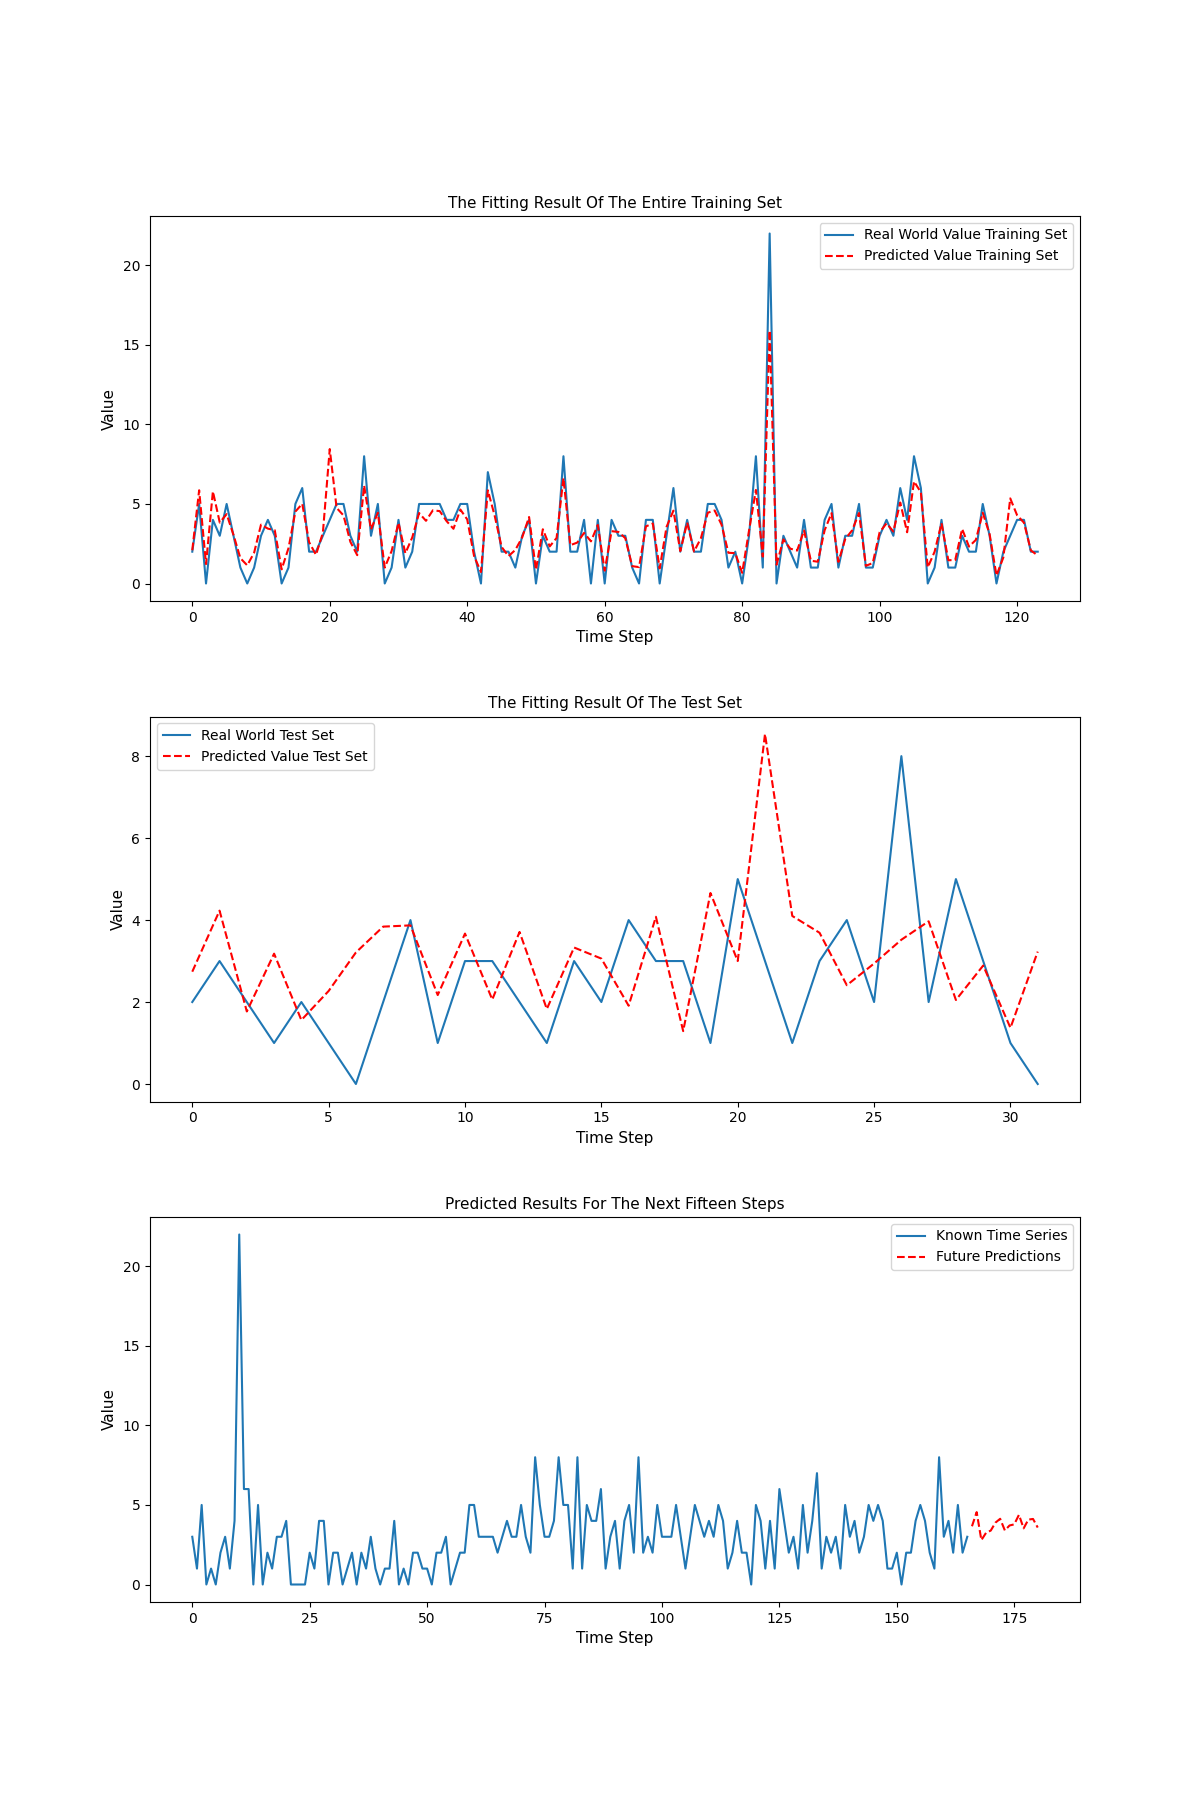 The Fitting Result Of The Entire Training Set
Real World Value Training Set
Predicted Value Training Set
Value
20
15
10
5
0
0 20 40 60 80 100 120
Time Step
The Fitting Result Of The Test Set
Real World Test Set
Predicted Value Test Set
Value
8
6
4
2
0
0 5 10 15 20 25 30
Time Step
Predicted Results For The Next Fifteen Steps
Known Time Series
Future Predictions
Value
20
15
10
5
0
0 25 50 75 100 125 150 175
Time Step